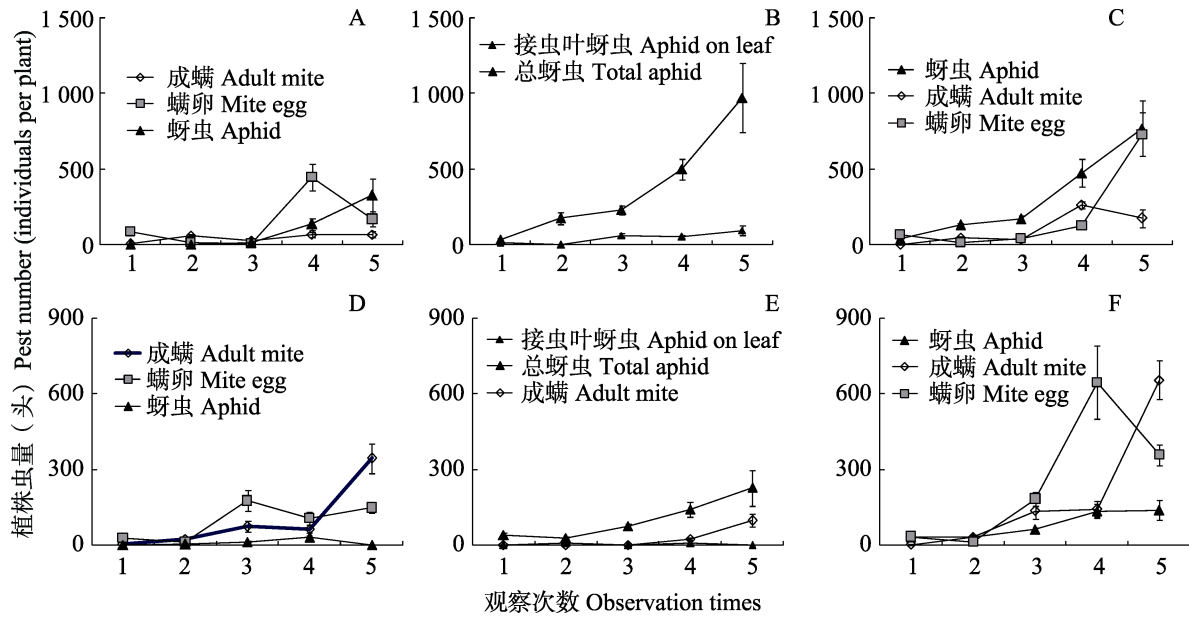 植株虫量（头）Pest number (individuals per plant)
A
1 500
1 000
500
0
成螨 Adult mite
螨卵 Mite egg
蚜虫 Aphid
1 2 3 4 5
B
1 500
1 000
500
0
接虫叶蚜虫 Aphid on leaf
总蚜虫 Total aphid
1 2 3 4 5
C
1 500
1 000
500
0
蚜虫 Aphid
成螨 Adult mite
螨卵 Mite egg
1 2 3 4 5
D
900
600
300
0
成螨 Adult mite
螨卵 Mite egg
蚜虫 Aphid
1 2 3 4 5
E
900
600
300
0
接虫叶蚜虫 Aphid on leaf
总蚜虫 Total aphid
成螨 Adult mite
1 2 3 4 5
F
900
600
300
0
蚜虫 Aphid
成螨 Adult mite
螨卵 Mite egg
1 2 3 4 5
观察次数 Observation times